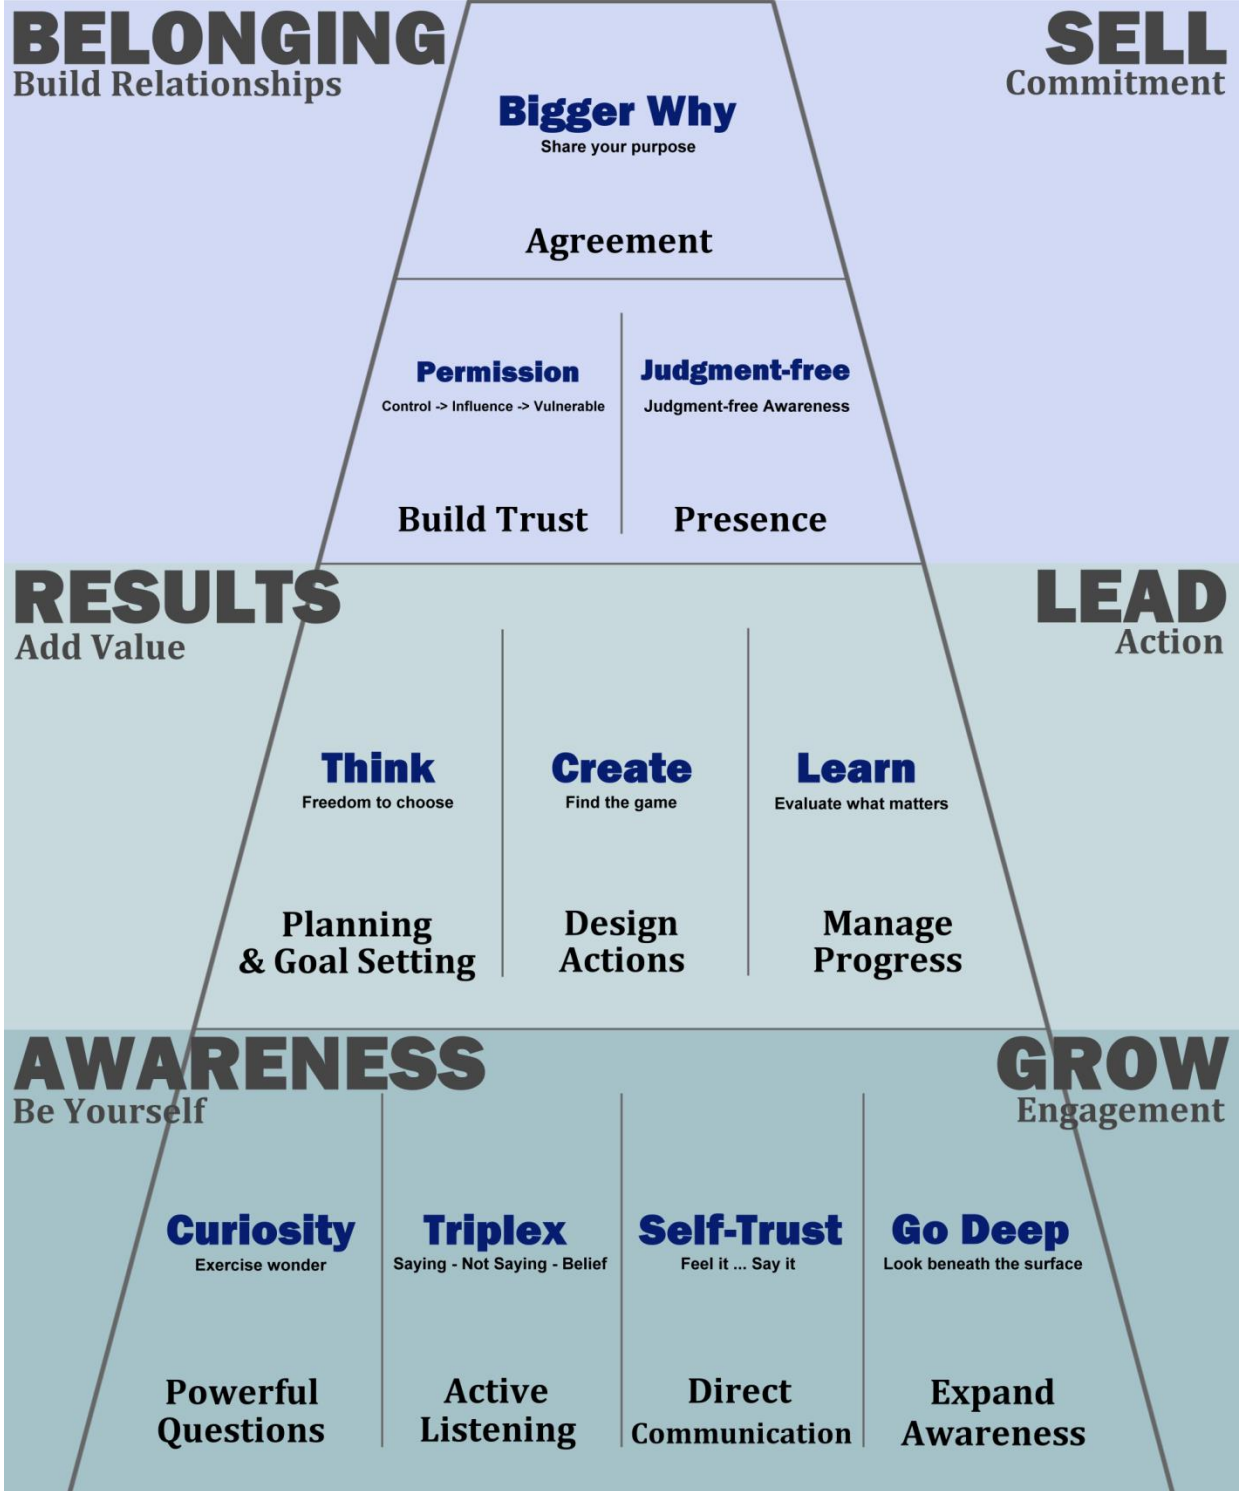 BELONGING
Build Relationships
SELL
Commitment
Bigger Why
Share your purpose
Agreement
Permission
Control -> Influence -> Vulnerable
Build Trust
Judgment-free
Judgment-free Awareness
Presence
RESULTS
Add Value
LEAD
Action
Think
Freedom to choose
Planning
& Goal Setting
Create
Find the game
Design
Actions
Learn
Evaluate what matters
Manage
Progress
AWARENESS
Be Yourself
GROW
Engagement
Curiosity
Exercise wonder
Powerful
Questions
Triplex
Saying - Not Saying - Belief
Active
Listening
Self-Trust
Feel it ... Say it
Direct
Communication
Go Deep
Look beneath the surface
Expand
Awareness